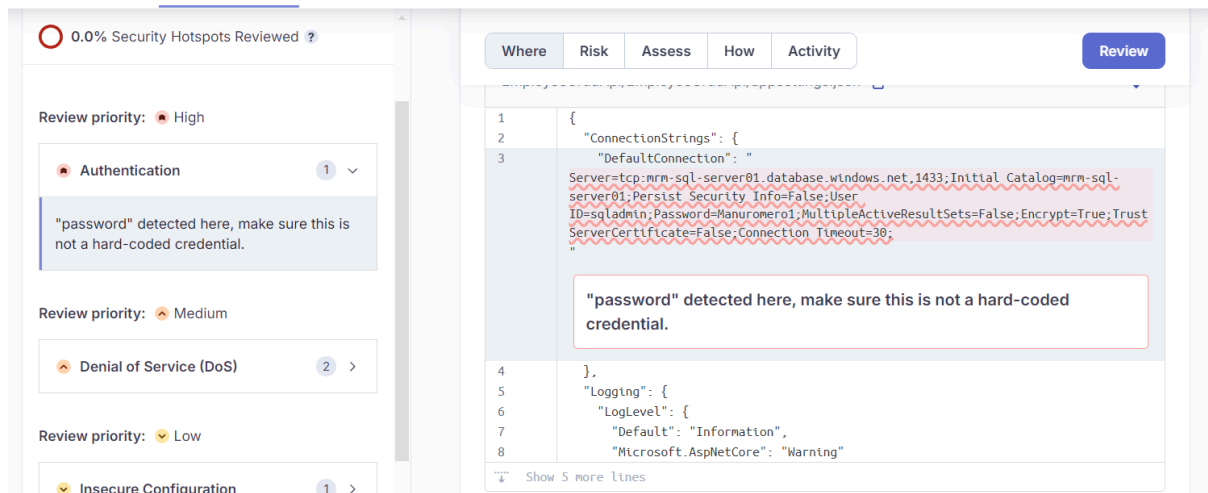 0.0% Security Hotspots Reviewed ?
Review priority: High
Authentication 1
"password" detected here, make sure this is
not a hard-coded credential.
Review priority: Medium
Denial of Service (DoS) 2
Review priority: Low
Insecure Configuration 1
Where Risk Assess How Activity Review
1 {
2 "ConnectionStrings": {
3 "DefaultConnection": "
Server=tcp:mrm-sql-server01.database.windows.net,1433;Initial Catalog=mrm-sql-
server01;Persist Security Info=False;User
ID=sqladmin;Password=Manuromero1;MultipleActiveResultSets=False;Encrypt=True;Trust
ServerCertificate=False;Connection Timeout=30;
"
"password" detected here, make sure this is not a hard-coded
credential.
4 },
5 "Logging": {
6 "LogLevel": {
7 "Default": "Information",
8 "Microsoft.AspNetCore": "Warning"
Show 5 more lines